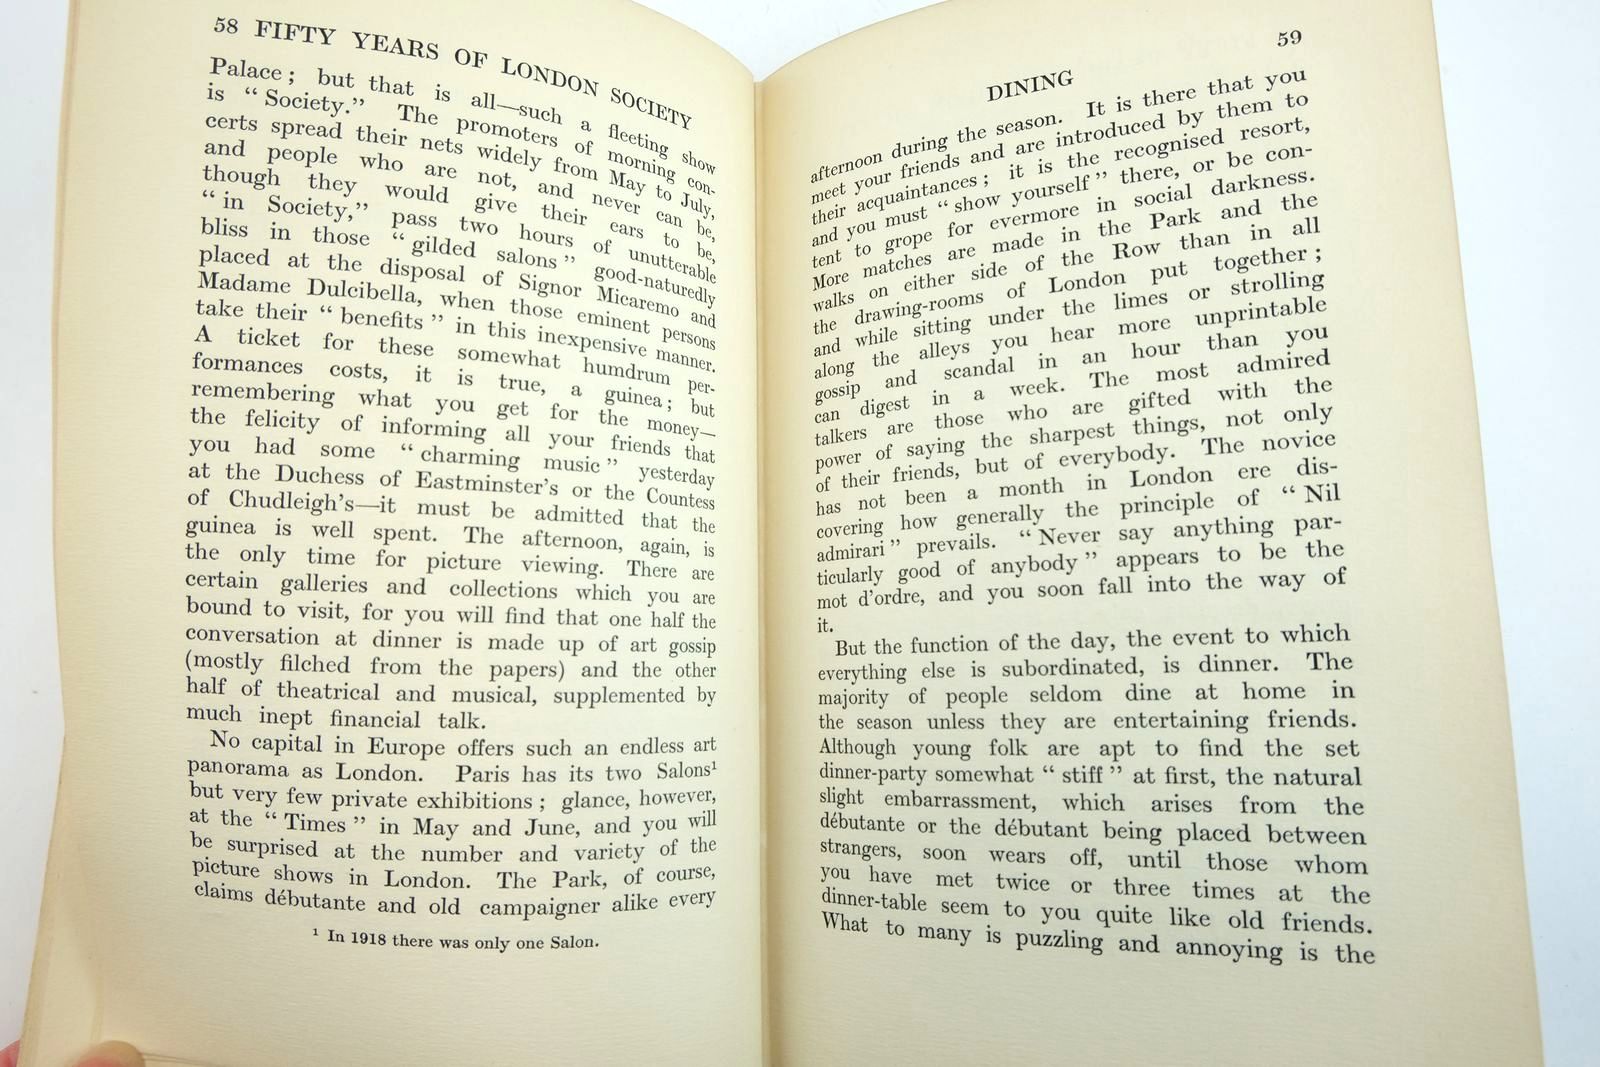 58 FIFTY YEARS OF LONDON SOCIETY
Palace; but that is all—such a fleeting show
is “Society.” The promoters of morning con-
certs spread their nets widely from May to July,
and people who are not, and never can be,
though they would give their ears to be,
“in Society,” pass two hours of unutterable
bliss in those “gilded salons” good-naturedly
placed at the disposal of Signor Micaremo and
Madame Dulcibella, when those eminent persons
take their “benefits” in this inexpensive manner.
A ticket for these somewhat humdrum per-
formances costs, it is true, a guinea; but
remembering what you get for the money—
the felicity of informing all your friends that
you had some “charming music” yesterday
at the Duchess of Eastminster’s or the Countess
of Chudleigh’s—it must be admitted that the
guinea is well spent. The afternoon, again, is
the only time for picture viewing. There are
certain galleries and collections which you are
bound to visit, for you will find that one half the
conversation at dinner is made up of art gossip
(mostly filched from the papers) and the other
half of theatrical and musical, supplemented by
much inept financial talk.
No capital in Europe offers such an endless art
panorama as London. Paris has its two Salons¹
but very few private exhibitions; glance, however,
at the “Times” in May and June, and you will
be surprised at the number and variety of the
picture shows in London. The Park, of course,
claims débutante and old campaigner alike every
¹ In 1918 there was only one Salon.
DINING 59
afternoon during the season. It is there that you
meet your friends and are introduced by them to
their acquaintances; it is the recognised resort,
and you must “show yourself” there, or be con-
tent to grope for evermore in social darkness.
More matches are made in the Park and the
walks on either side of the Row than in all
the drawing-rooms of London put together;
and while sitting under the limes or strolling
along the alleys you hear more unprintable
gossip and scandal in an hour than you
can digest in a week. The most admired
talkers are those who are gifted with the
power of saying the sharpest things, not only
of their friends, but of everybody. The novice
has not been a month in London ere dis-
covering how generally the principle of “Nil
admirari” prevails. “Never say anything par-
ticularly good of anybody” appears to be the
mot d’ordre, and you soon fall into the way of
it.
But the function of the day, the event to which
everything else is subordinated, is dinner. The
majority of people seldom dine at home in
the season unless they are entertaining friends.
Although young folk are apt to find the set
dinner-party somewhat “stiff” at first, the natural
slight embarrassment, which arises from the
débutante or the débutant being placed between
strangers, soon wears off, until those whom
you have met twice or three times at the
dinner-table seem to you quite like old friends.
What to many is puzzling and annoying is the